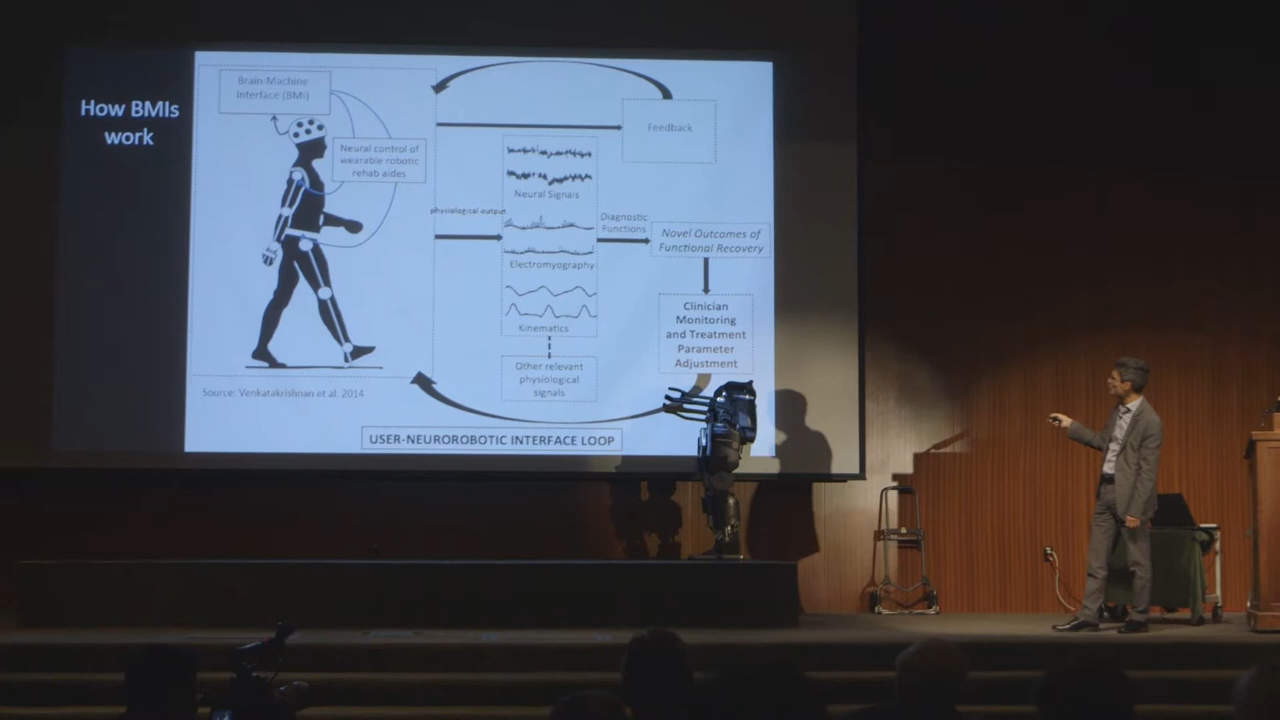 How BMIs
work
Brain-Machine
Interface (BMI)
Neural control of
wearable robotic
rehab aides
Feedback
Neural Signals
physiological output
Diagnostic
Functions
Novel Outcomes of
Functional Recovery
Electromyography
Clinician
Monitoring
and Treatment
Parameter
Adjustment
Kinematics
Other relevant
physiological
signals
Source: Venkatakrishnan et al. 2014
USER-NEUROROBOTIC INTERFACE LOOP